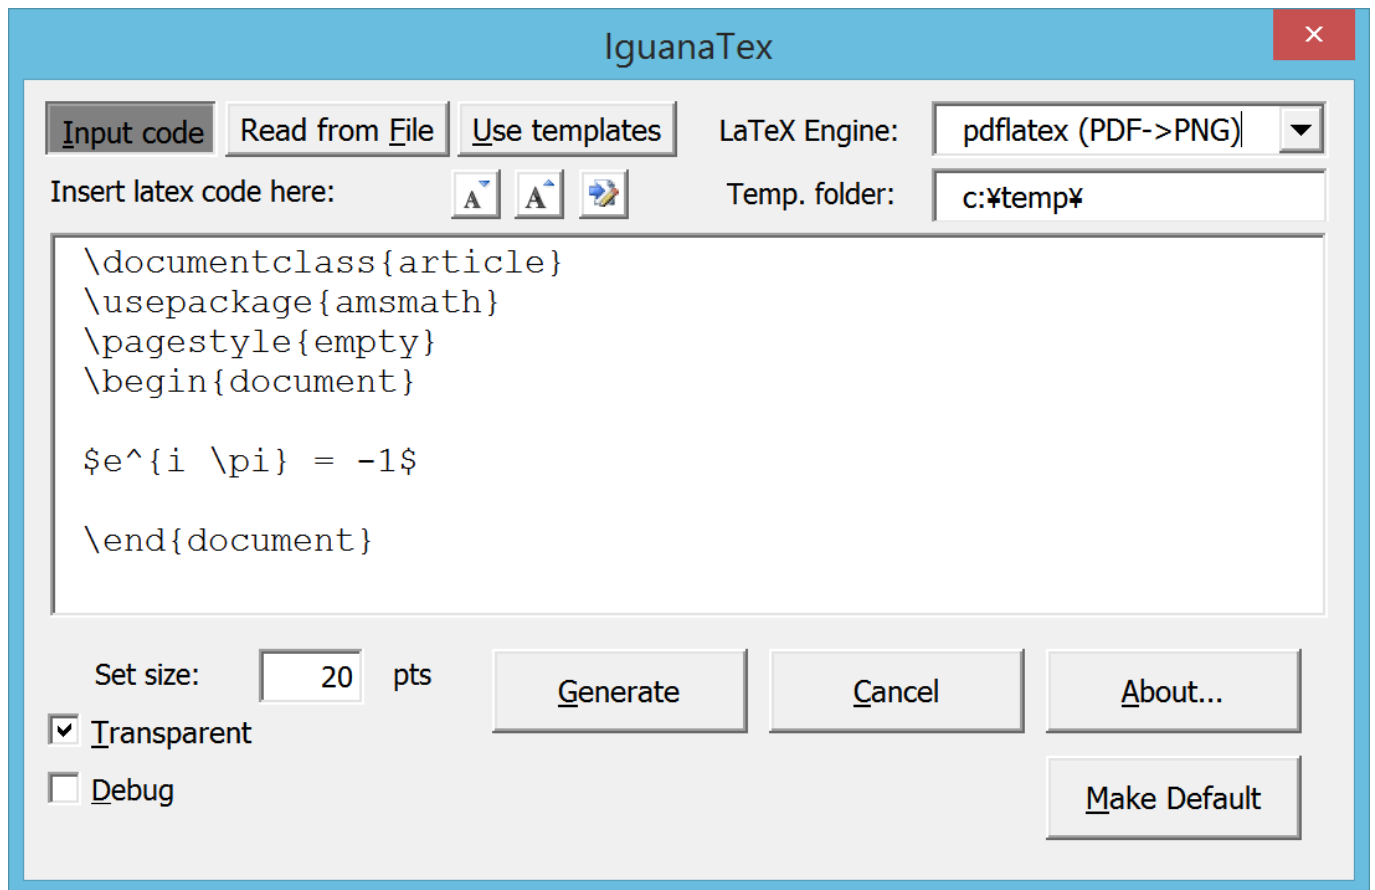 IguanaTex
Input code Read from File Use templates LaTeX Engine: pdflatex (PDF->PNG)
Insert latex code here: A A Temp. folder: c:¥temp¥
\documentclass{article}
\usepackage{amsmath}
\pagestyle{empty}
\begin{document}
$e^{i \pi} = -1$
\end{document}
Set size: 20 pts Generate Cancel About...
Transparent
Debug Make Default